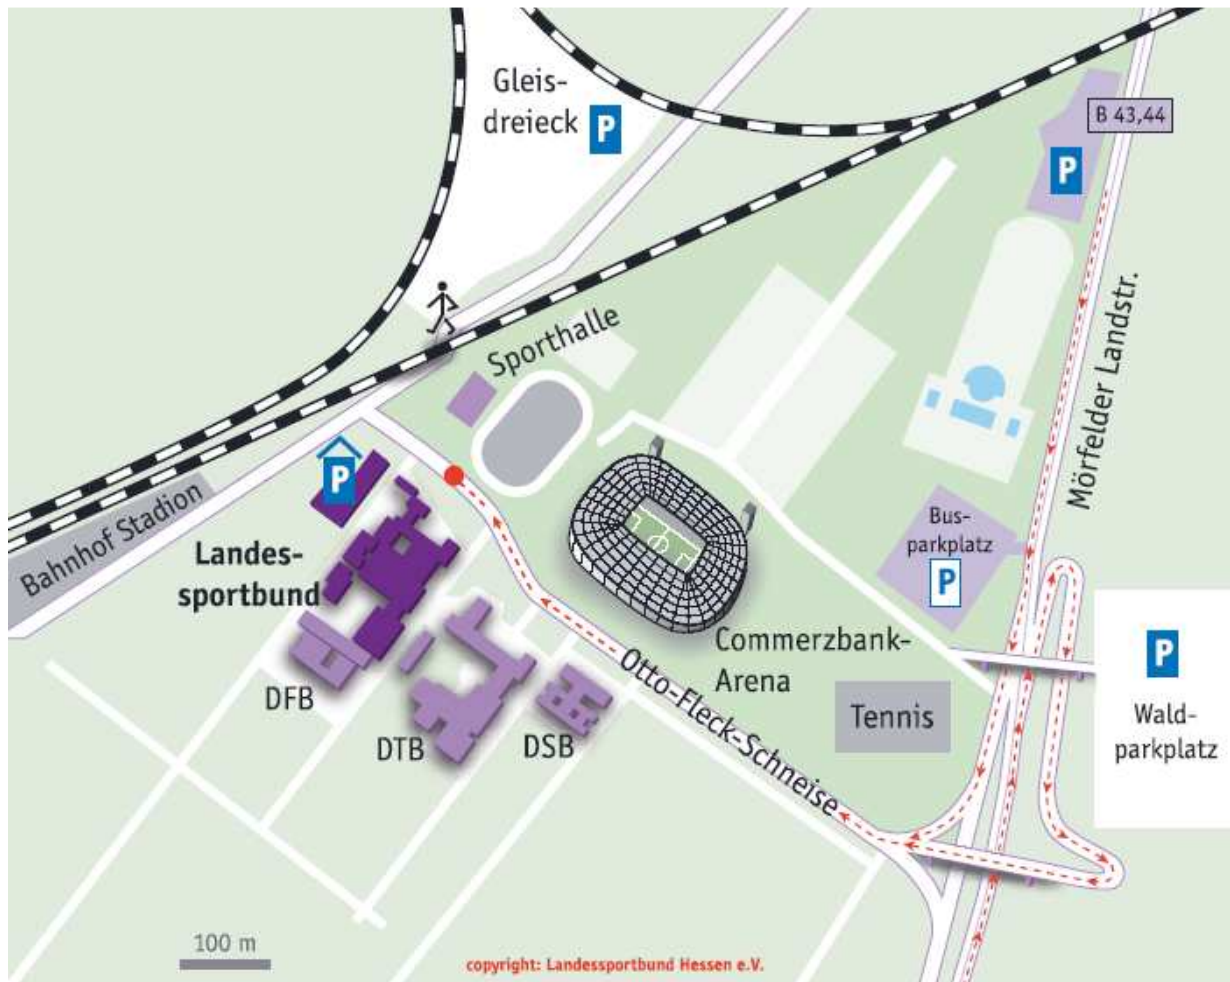 Gleis-
dreieck P
B 43,44
P
Mörfelder Landstr.
Sporthalle
P
Bahnhof Stadion
Landes-
sportbund
Bus-
parkplatz
P
Commerzbank-
Arena
Otto-Fleck-Schneise
Tennis
P
Wald-
parkplatz
DFB
DTB
DSB
100 m
copyright: Landessportbund Hessen e.V.